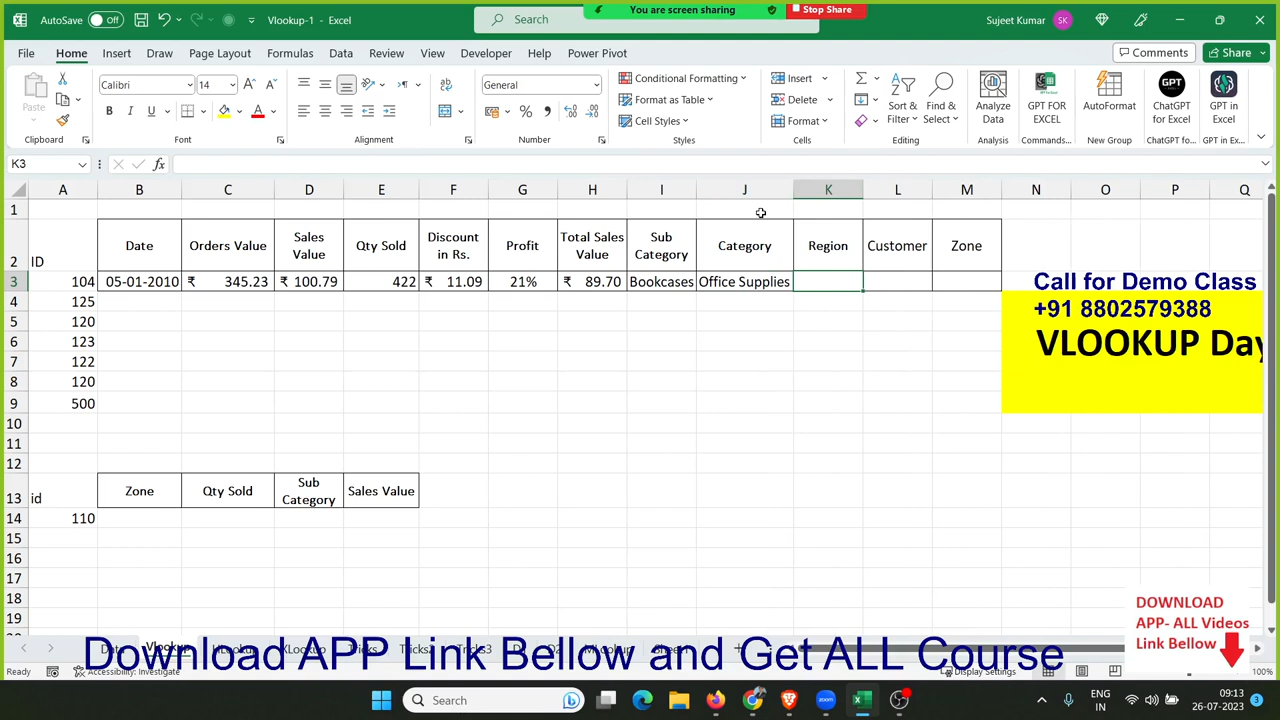 AutoSave Off Vlookup-1 - Excel Search You are screen sharing Stop Share Sujeet Kumar SK
File Home Insert Draw Page Layout Formulas Data Review View Developer Help Power Pivot Comments Share
Paste Calibri 14 General Conditional Formatting Insert Sort & Filter Find & Select Analyze Data GPT FOR EXCEL AutoFormat ChatGPT for Excel GPT in Excel
B I U Format as Table Delete
Cell Styles Format
Clipboard Font Alignment Number Styles Cells Editing Analysis Commands... New Group ChatGPT fo... GPT in Ex...
K3 fx
A B C D E F G H I J K L M N O P Q
1
2 ID Date Orders Value Sales Value Qty Sold Discount in Rs. Profit Total Sales Value Sub Category Category Region Customer Zone
3 104 05-01-2010 ₹ 345.23 ₹ 100.79 422 ₹ 11.09 21% ₹ 89.70 Bookcases Office Supplies
Call for Demo Class
+91 8802579388
VLOOKUP Day
4 125
5 120
6 123
7 122
8 120
9 500
10
11
12
13 id Zone Qty Sold Sub Category Sales Value
14 110
15
16
17
18
19
DOWNLOAD
APP- ALL Videos
Link Bellow
Download APP Link Bellow and Get ALL Course
Ready Accessibility: Investigate Display Settings 100%
Search zoom ENG IN 09:13 26-07-2023 3